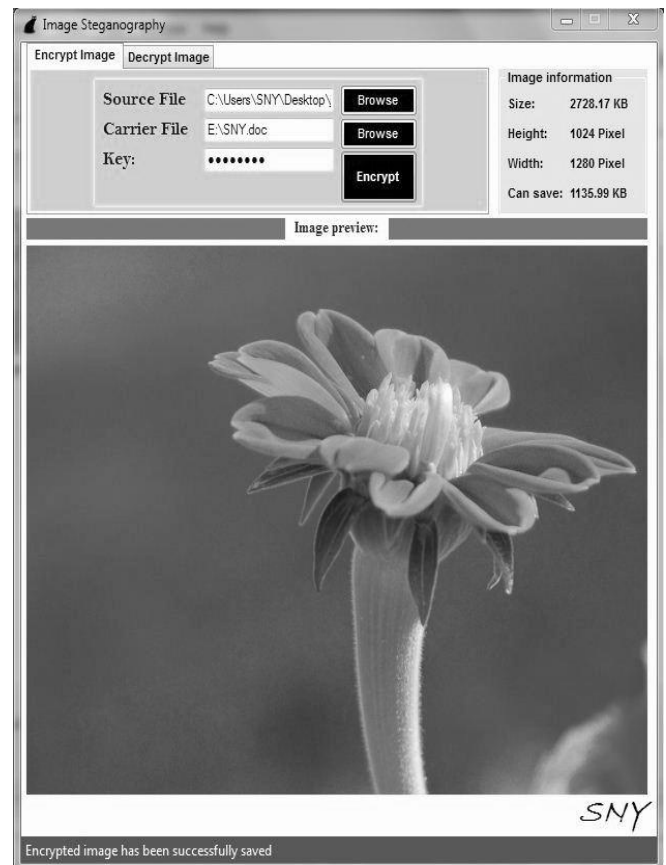 Image Steganography
Encrypt Image Decrypt Image
Source File C:\Users\SNY\Desktop\ Browse
Carrier File E:\SNY.doc Browse
Key: ●●●●●●●●
Encrypt
Image information
Size: 2728.17 KB
Height: 1024 Pixel
Width: 1280 Pixel
Can save: 1135.99 KB
Image preview:
SNY
Encrypted image has been successfully saved